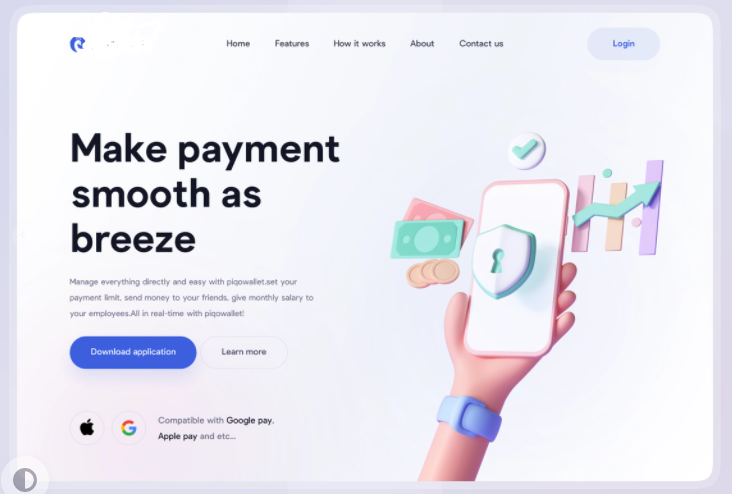 Home Features How it works About Contact us Login
Make payment
smooth as
breeze
Manage everything directly and easy with piqowallet.set your
payment limit, send money to your friends, give monthly salary to
your employees.All in real-time with piqowallet!
Download application Learn more
Compatible with Google pay.
Apple pay and etc...